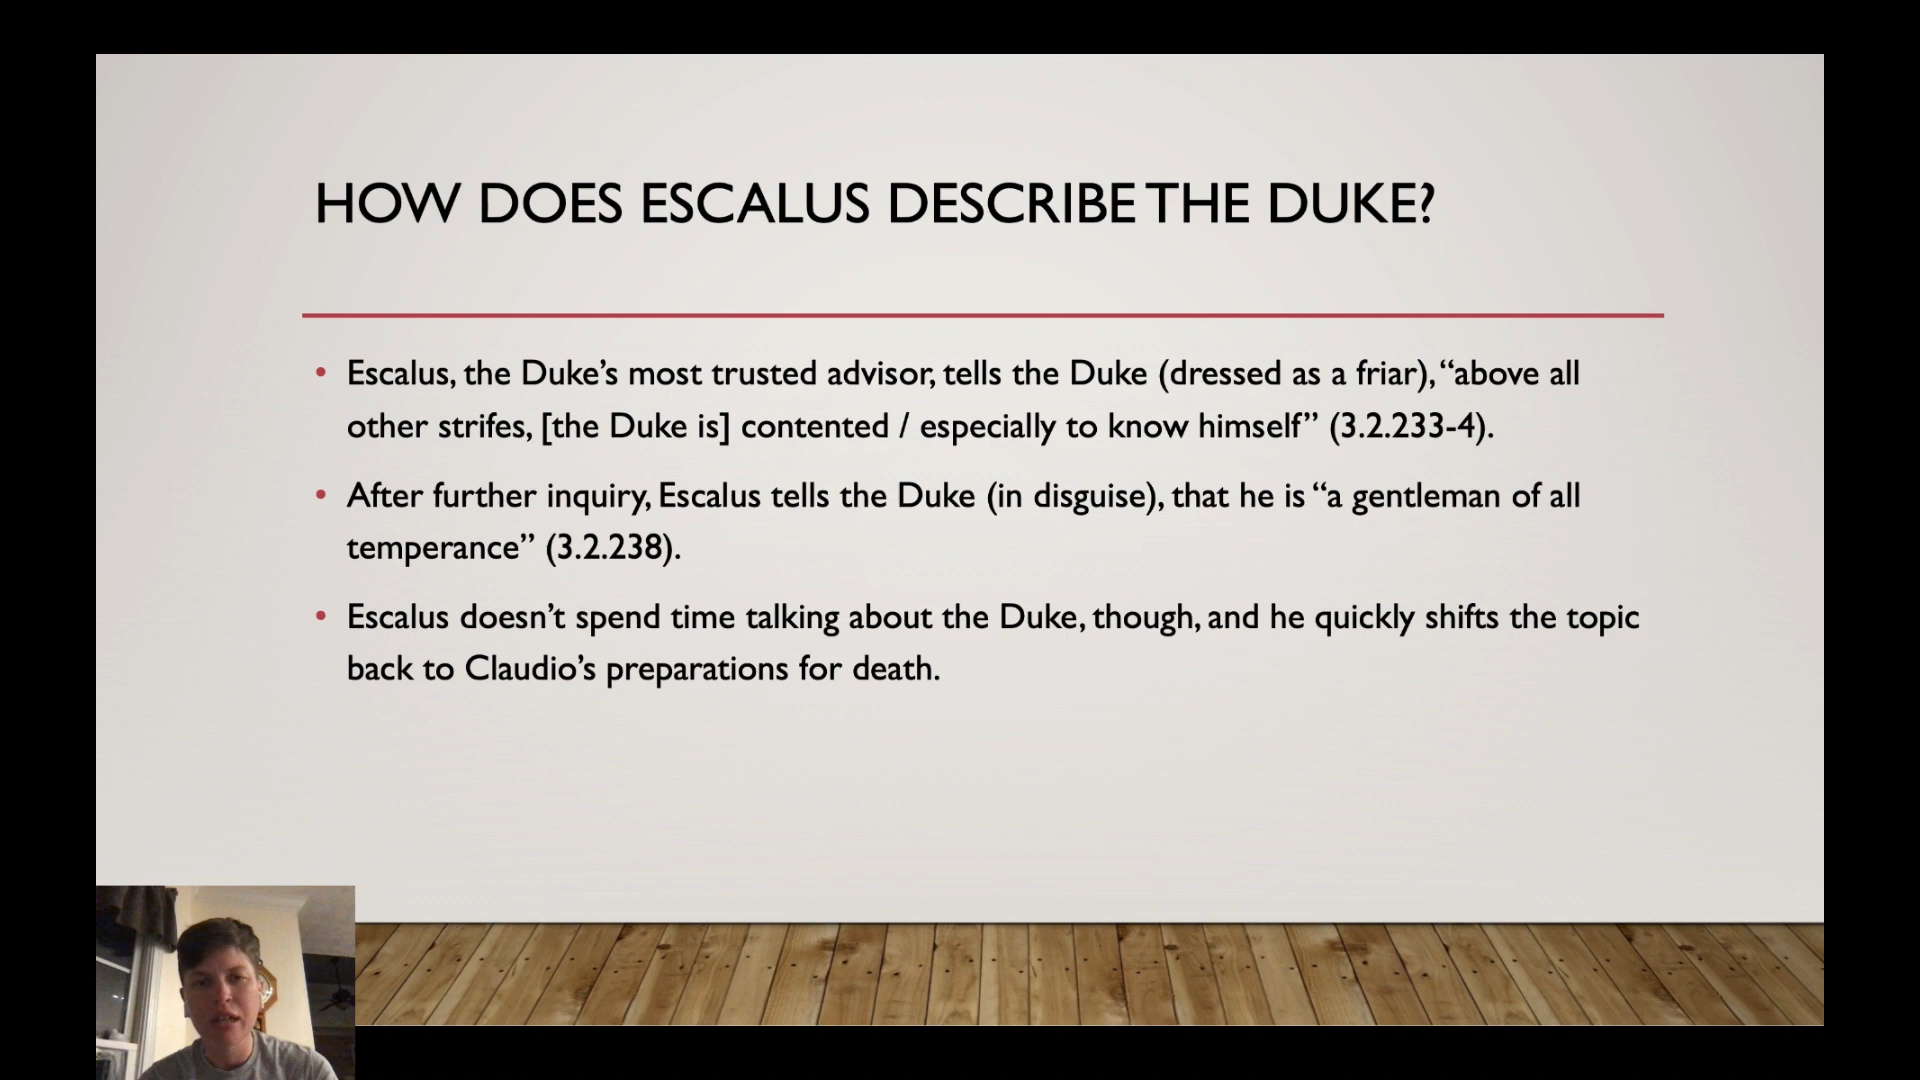 HOW DOES ESCALUS DESCRIBE THE DUKE?
• Escalus, the Duke’s most trusted advisor, tells the Duke (dressed as a friar), “above all
other strifes, [the Duke is] contented / especially to know himself” (3.2.233-4).
• After further inquiry, Escalus tells the Duke (in disguise), that he is “a gentleman of all
temperance” (3.2.238).
• Escalus doesn’t spend time talking about the Duke, though, and he quickly shifts the topic
back to Claudio’s preparations for death.